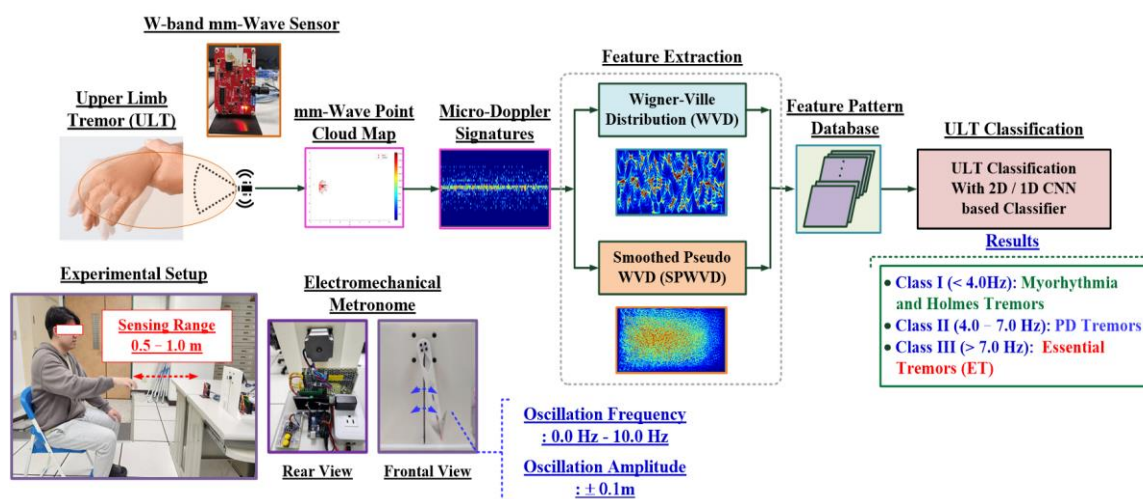 W-band mm-Wave Sensor
Upper Limb
Tremor (ULT)
mm-Wave Point
Cloud Map
Micro-Doppler
Signatures
Feature Extraction
Wigner-Ville
Distribution (WVD)
Smoothed Pseudo
WVD (SPWVD)
Feature Pattern
Database
ULT Classification
ULT Classification
With 2D / 1D CNN
based Classifier
Results
• Class I (< 4.0Hz): Myorhythmia
and Holmes Tremors
• Class II (4.0 – 7.0 Hz): PD Tremors
• Class III (> 7.0 Hz): Essential
Tremors (ET)
Experimental Setup
Sensing Range
0.5 – 1.0 m
Electromechanical
Metronome
Rear View
Frontal View
Oscillation Frequency
: 0.0 Hz - 10.0 Hz
Oscillation Amplitude
: ± 0.1m